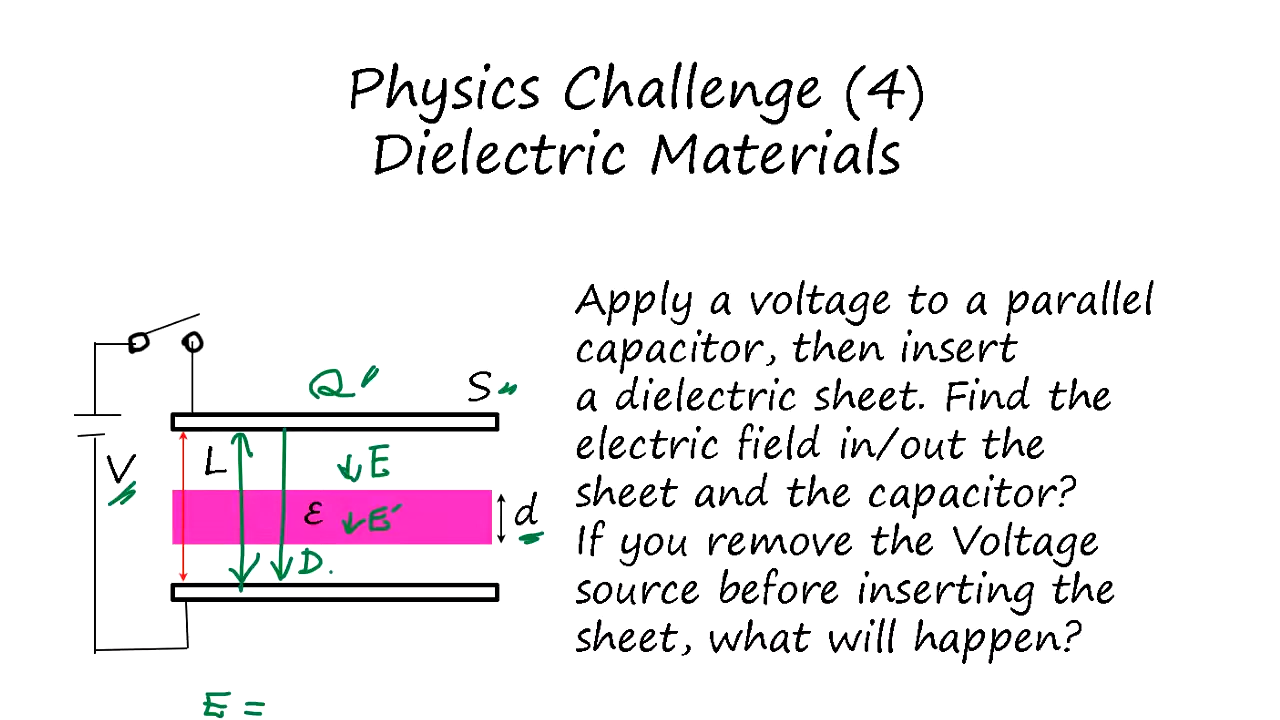 Physics Challenge (4)
Dielectric Materials
Apply a voltage to a parallel
capacitor, then insert
a dielectric sheet. Find the
electric field in/out the
sheet and the capacitor?
If you remove the Voltage
source before inserting the
sheet, what will happen?
Q
S
V
L
E
ε
E'
d
D.
E =